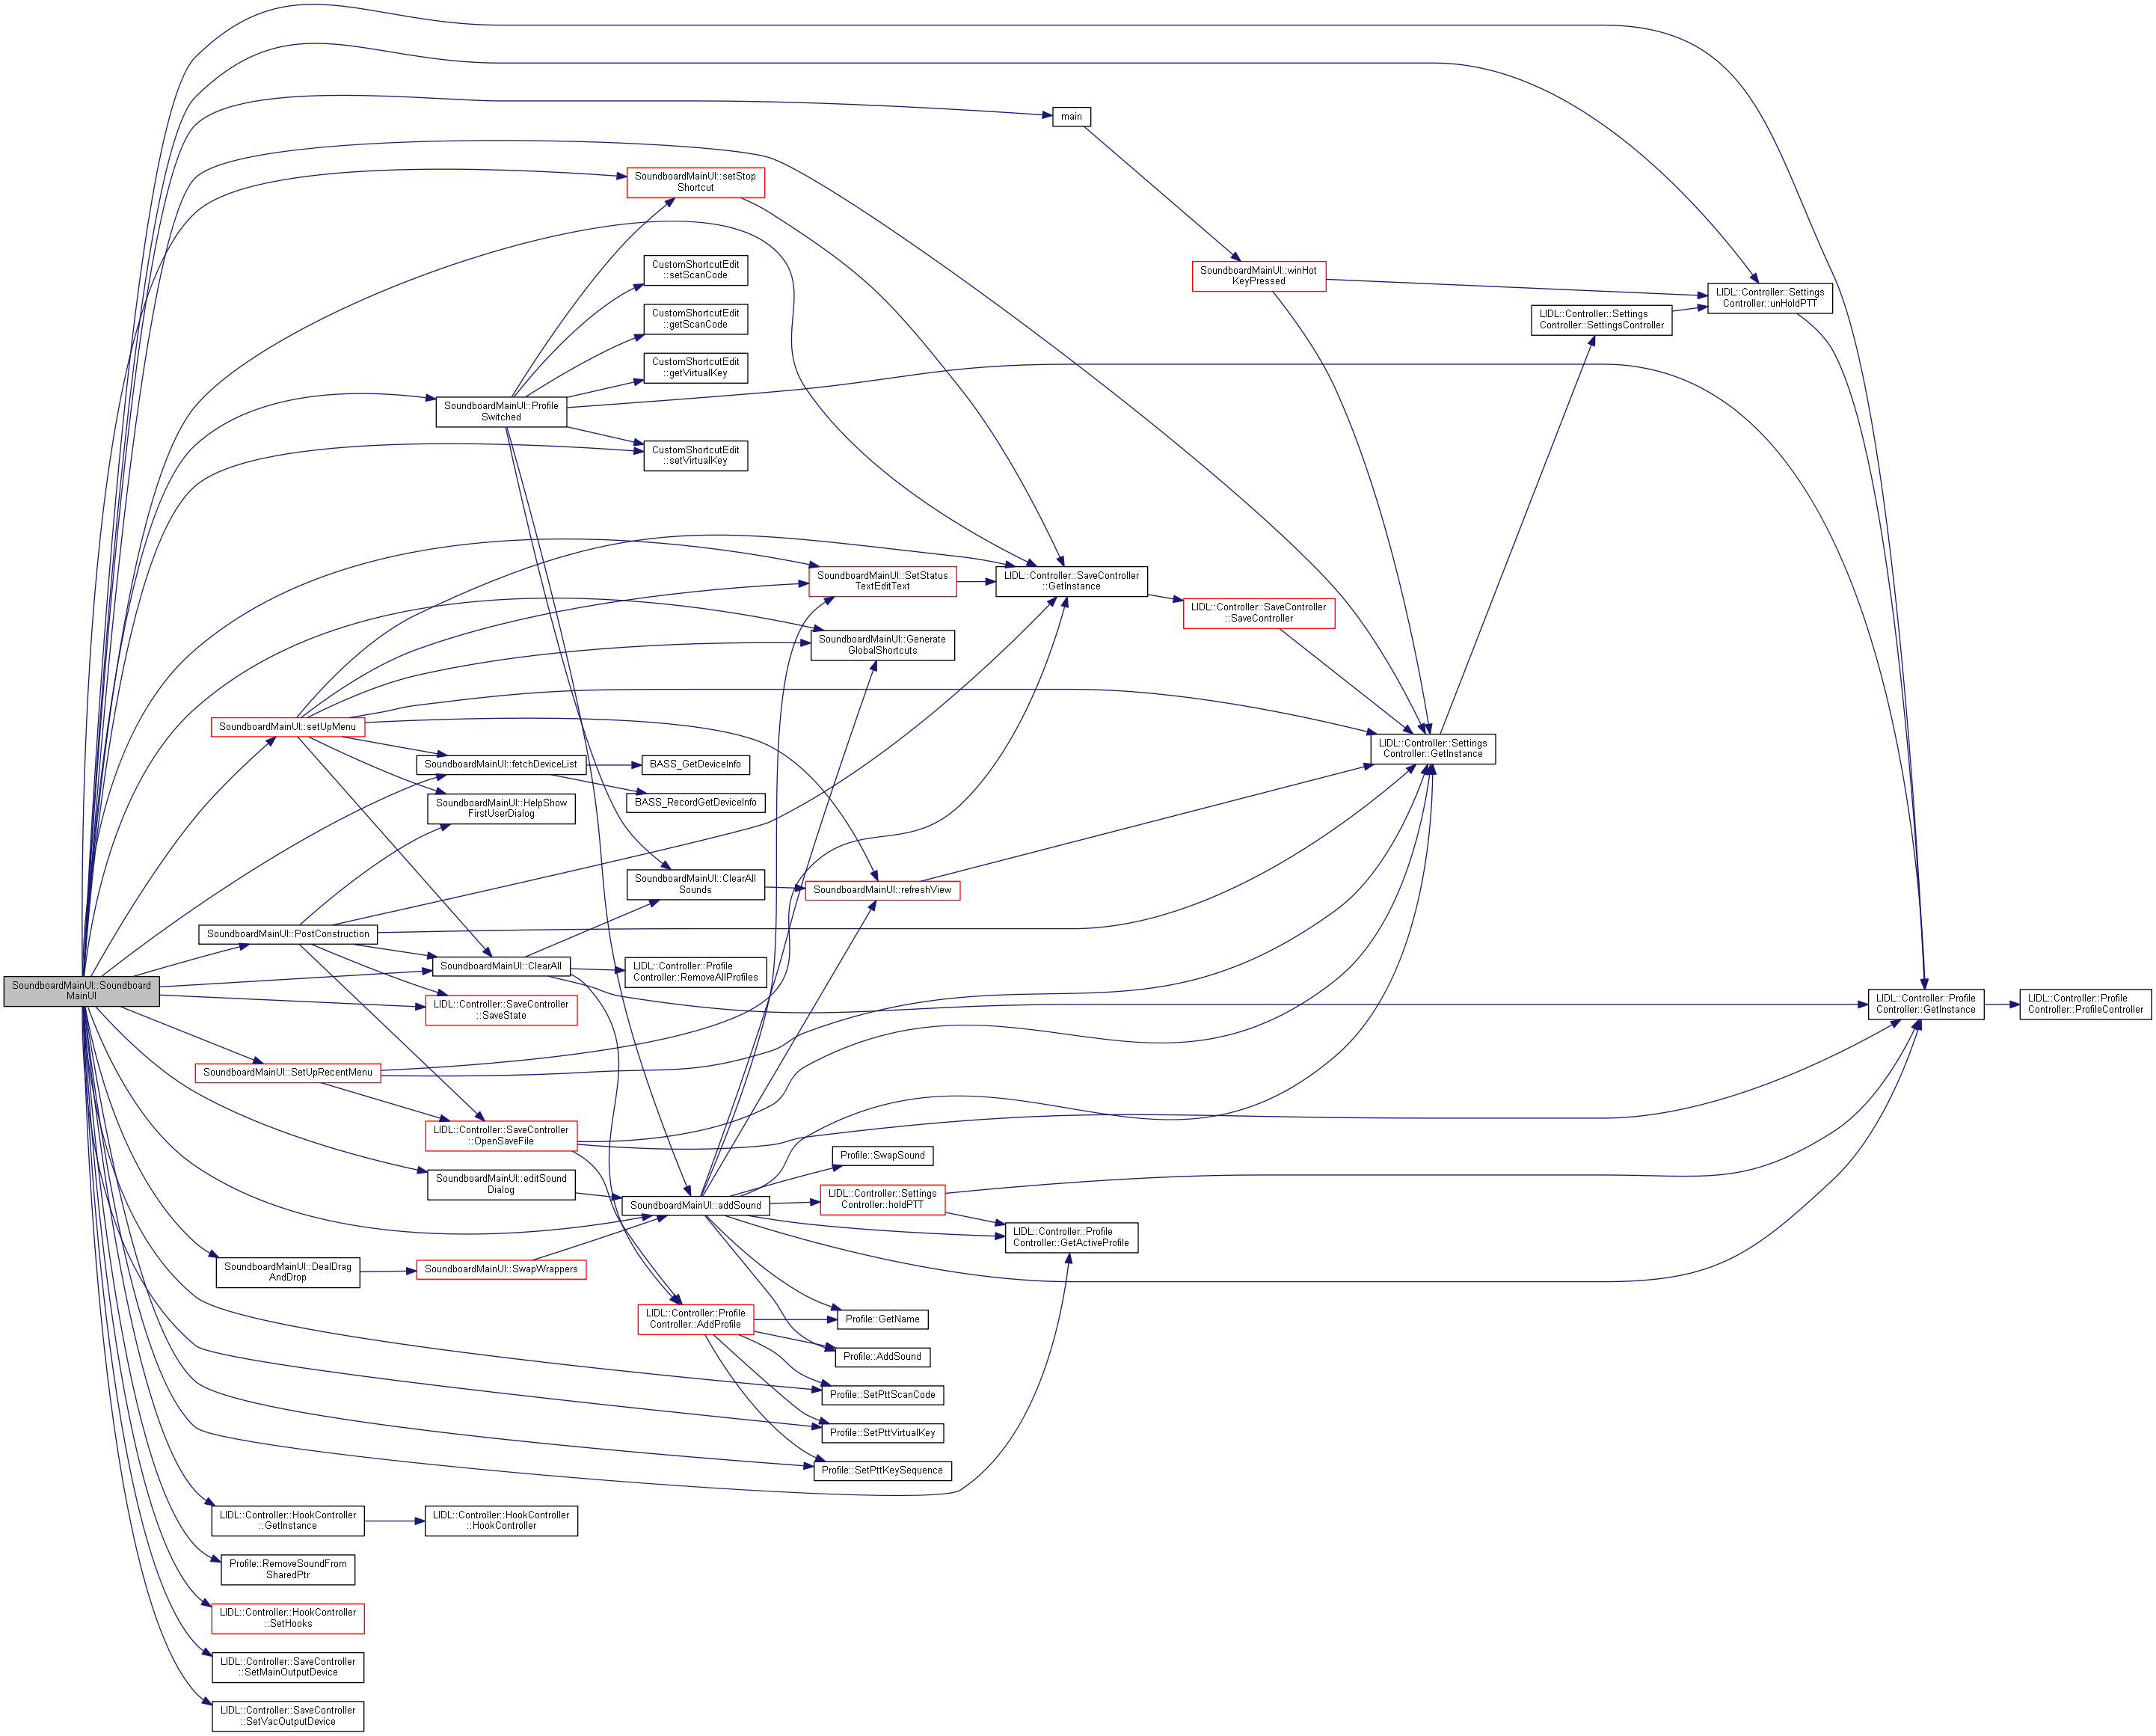 main
SoundboardMainUI::setStop
Shortcut
CustomShortcutEdit
::setScanCode
SoundboardMainUI::winHot
KeyPressed
LIDL::Controller::Settings
Controller::unHoldPTT
CustomShortcutEdit
::getScanCode
LIDL::Controller::Settings
Controller::SettingsController
CustomShortcutEdit
::getVirtualKey
SoundboardMainUI::Profile
Switched
CustomShortcutEdit
::setVirtualKey
SoundboardMainUI::SetStatus
TextEditText
LIDL::Controller::SaveController
::GetInstance
LIDL::Controller::SaveController
::SaveController
SoundboardMainUI::Generate
GlobalShortcuts
SoundboardMainUI::setUpMenu
LIDL::Controller::Settings
Controller::GetInstance
SoundboardMainUI::fetchDeviceList
BASS_GetDeviceInfo
BASS_RecordGetDeviceInfo
SoundboardMainUI::HelpShow
FirstUserDialog
SoundboardMainUI::ClearAll
Sounds
SoundboardMainUI::refreshView
SoundboardMainUI::PostConstruction
SoundboardMainUI::ClearAll
LIDL::Controller::Profile
Controller::RemoveAllProfiles
SoundboardMainUI::Soundboard
MainUI
LIDL::Controller::SaveController
::SaveState
LIDL::Controller::Profile
Controller::GetInstance
LIDL::Controller::Profile
Controller::ProfileController
SoundboardMainUI::SetUpRecentMenu
LIDL::Controller::SaveController
::OpenSaveFile
Profile::SwapSound
SoundboardMainUI::editSound
Dialog
SoundboardMainUI::addSound
LIDL::Controller::Settings
Controller::holdPTT
LIDL::Controller::Profile
Controller::GetActiveProfile
SoundboardMainUI::DealDrag
AndDrop
SoundboardMainUI::SwapWrappers
LIDL::Controller::Profile
Controller::AddProfile
Profile::GetName
Profile::AddSound
Profile::SetPttScanCode
Profile::SetPttVirtualKey
Profile::SetPttKeySequence
LIDL::Controller::HookController
::GetInstance
LIDL::Controller::HookController
::HookController
Profile::RemoveSoundFrom
SharedPtr
LIDL::Controller::HookController
::SetHooks
LIDL::Controller::SaveController
::SetMainOutputDevice
LIDL::Controller::SaveController
::SetVacOutputDevice